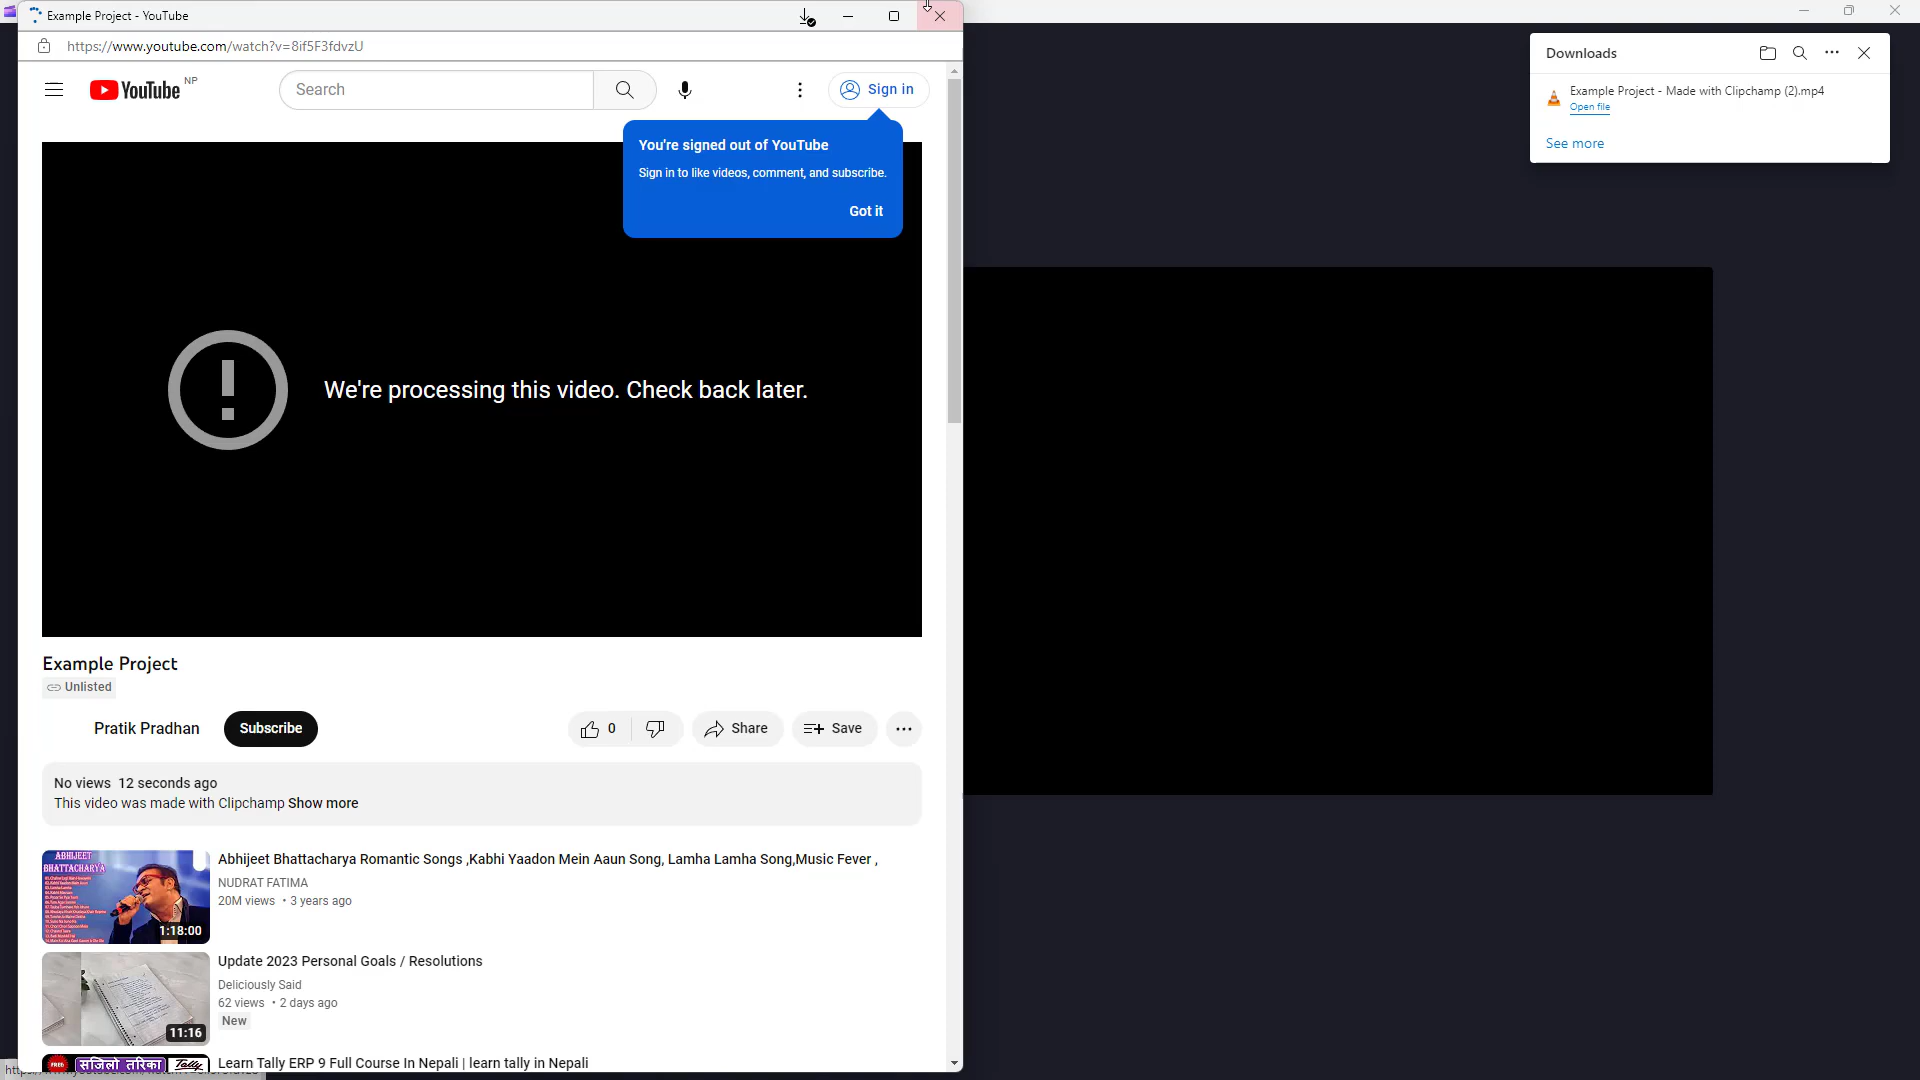 Example Project - YouTube
https://www.youtube.com/watch?v=8if5F3fdvzU
YouTube NP
Search
Sign in
You're signed out of YouTube
Sign in to like videos, comment, and subscribe.
Got it
We're processing this video. Check back later.
Example Project
Unlisted
Pratik Pradhan
Subscribe
0
Share
Save
No views 12 seconds ago
This video was made with Clipchamp Show more
ABHIJEET
BHATTACHARYA
1:18:00
Abhijeet Bhattacharya Romantic Songs ,Kabhi Yaadon Mein Aaun Song, Lamha Lamha Song,Music Fever ,
NUDRAT FATIMA
20M views • 3 years ago
11:16
Update 2023 Personal Goals / Resolutions
Deliciously Said
62 views • 2 days ago
New
FREE
सजिलो तरिका
Tally
Learn Tally ERP 9 Full Course In Nepali | learn tally in Nepali
Downloads
Example Project - Made with Clipchamp (2).mp4
Open file
See more